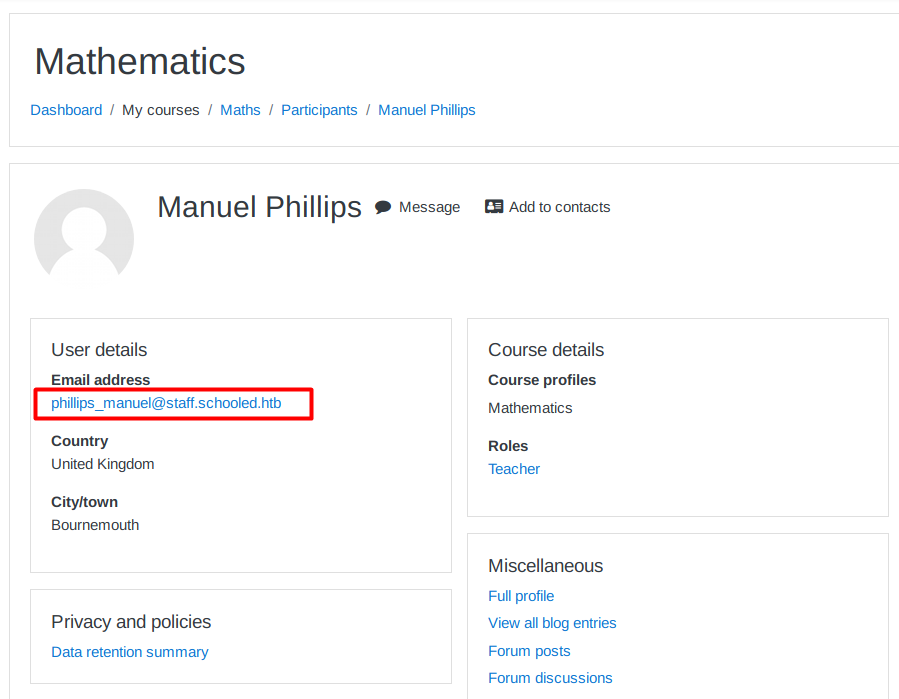 Mathematics
Dashboard / My courses / Maths / Participants / Manuel Phillips
Manuel Phillips Message Add to contacts
User details
Email address
phillips_manuel@staff.schooled.htb
Country
United Kingdom
City/town
Bournemouth
Privacy and policies
Data retention summary
Course details
Course profiles
Mathematics
Roles
Teacher
Miscellaneous
Full profile
View all blog entries
Forum posts
Forum discussions